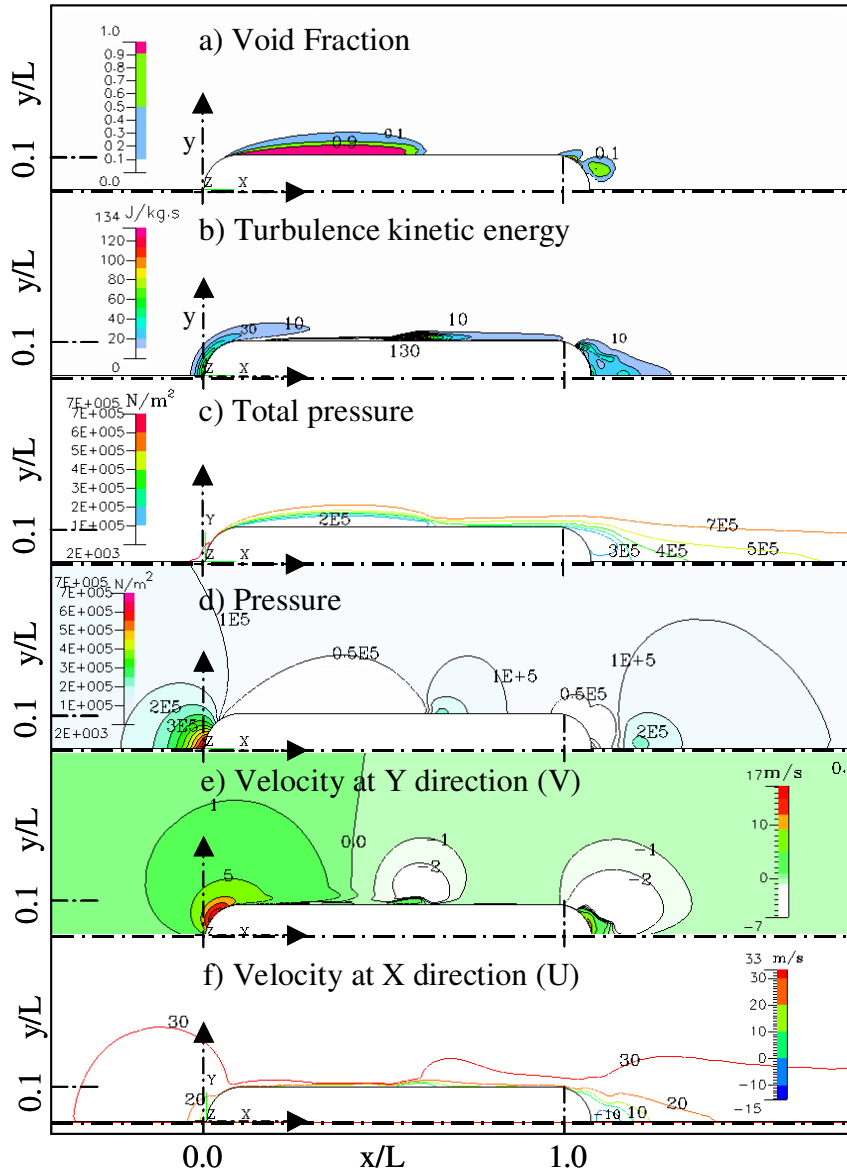 a) Void Fraction
1.0
0.9
0.8
0.7
0.6
0.5
0.4
0.3
0.2
0.1
0.0
y/L
0.1
y
0.9
0.1
0.1
Z X
b) Turbulence kinetic energy
134 J/kg.s
120
100
80
60
40
20
0
y/L
0.1
y
30
10
10
130
10
Z X
c) Total pressure
7E+005 N/m²
7E+005
6E+005
5E+005
4E+005
3E+005
2E+005
1E+005
2E+003
y/L
0.1
Y
Z X
2E5
7E5
3E5
4E5
5E5
d) Pressure
7E+005 N/m²
7E+005
6E+005
5E+005
4E+005
3E+005
2E+005
1E+005
2E+003
y/L
0.1
1E5
0.5E5
1E+5
1E+5
0.5E5
2E5
3E5
2E5
Z X
e) Velocity at Y direction (V)
17 m/s
10
0
−7
0.
y/L
0.1
1
0.0
−1
−2
5
−1
−2
Z X
f) Velocity at X direction (U)
33 m/s
30
20
10
0
−10
−15
y/L
0.1
30
Y
30
20
20
−10
10
Z X
0.0
x/L
1.0